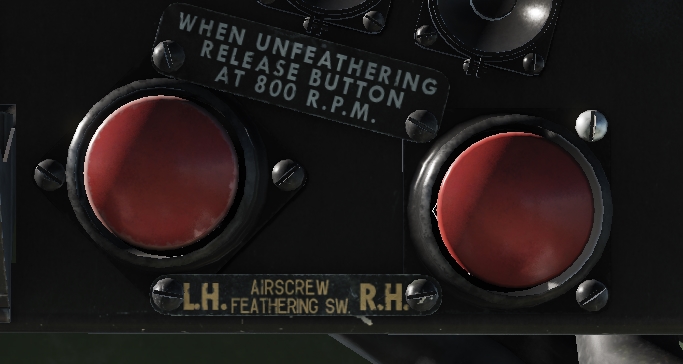 WHEN UNFEATHERING
RELEASE BUTTON
AT 800 R.P.M.
L.H. AIRSCREW FEATHERING SW. R.H.